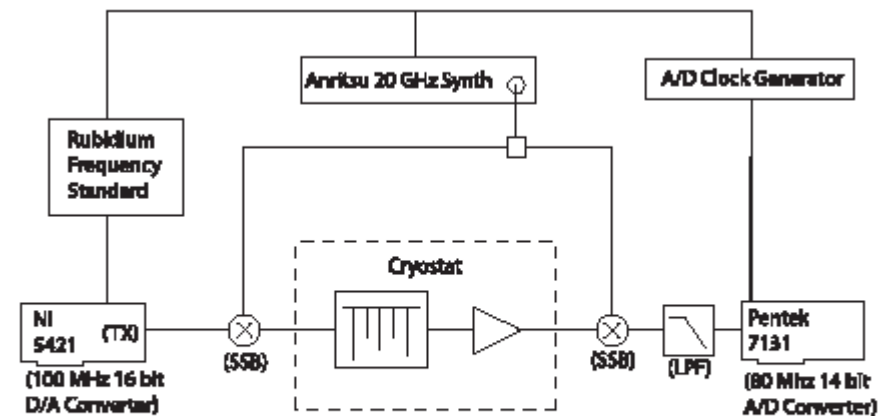 Anritsu 20 GHz Synth
A/D Clock Generator
Rubidium
Frequency
Standard
Cryostat
NI
5421
(TX)
(SSB)
(SSB)
(LPF)
Pentek
7131
(100 MHz 16 bit
D/A Converter)
(80 Mhz 14 bit
A/D Converter)